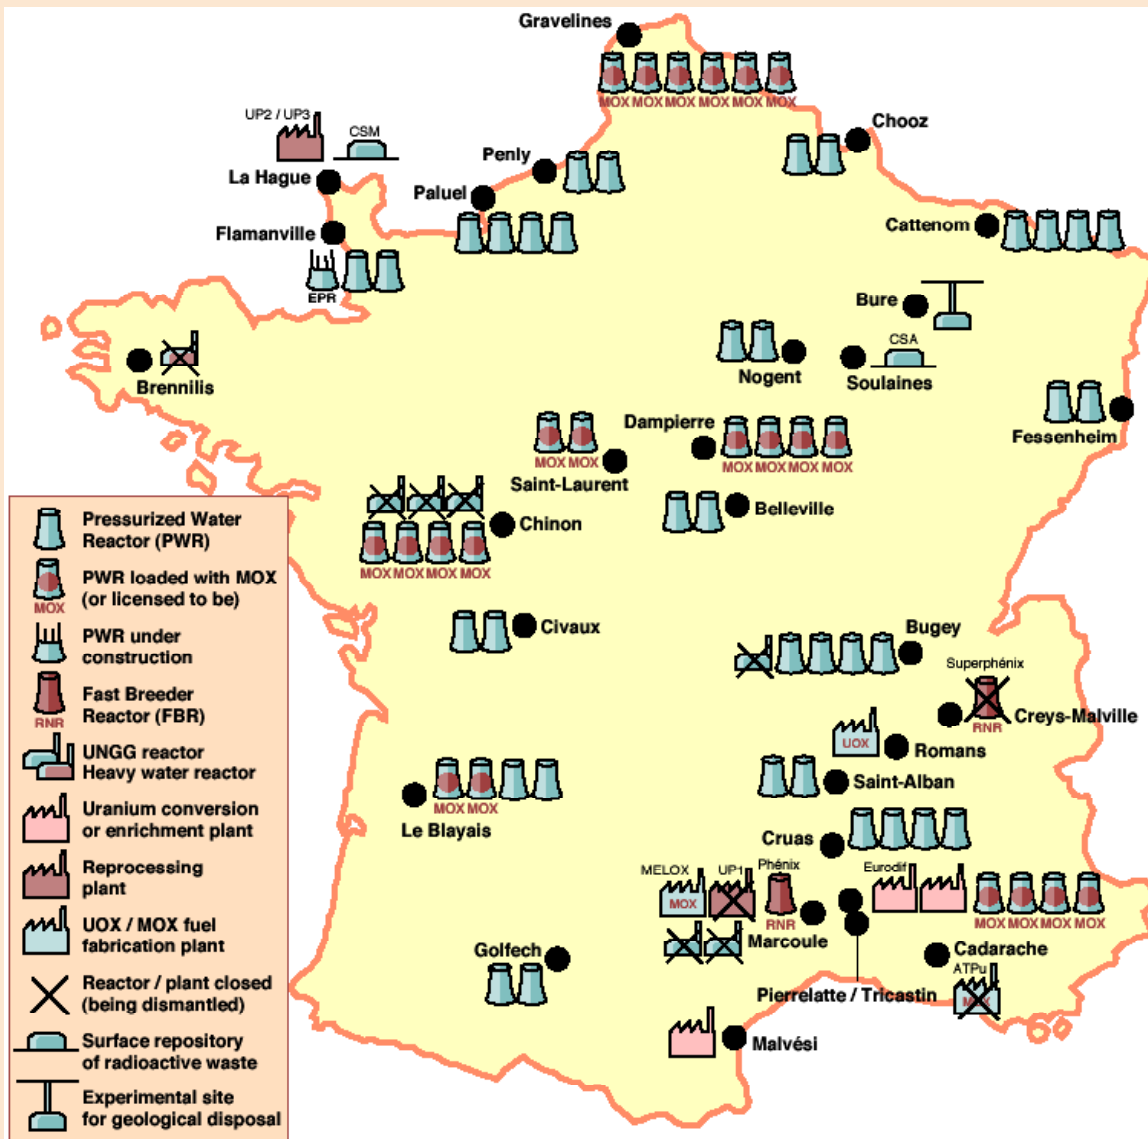 Gravelines
MOX MOX MOX MOX MOX MOX
UP2 / UP3
CSM
Chooz
Penly
La Hague
Paluel
Cattenom
Flamanville
EPR
Bure
CSA
Nogent
Soulaines
Brennilis
Dampierre
Fessenheim
MOX MOX
MOX MOX MOX MOX
Saint-Laurent
Belleville
Chinon
MOX MOX MOX MOX
Civaux
Bugey
Superphénix
RNR
Creys-Malville
UOX
Romans
Saint-Alban
MOX MOX
Le Blayais
Cruas
MELOX
UP1
Phénix
Eurodif
MOX
RNR
MOX MOX MOX MOX
Marcoule
Golfech
Cadarache
ATPu
MOX
Pierrelatte / Tricastin
Malvési
Pressurized Water
Reactor (PWR)
PWR loaded with MOX
(or licensed to be)
MOX
PWR under
construction
Fast Breeder
Reactor (FBR)
RNR
UNGG reactor
Heavy water reactor
Uranium conversion
or enrichment plant
Reprocessing
plant
UOX / MOX fuel
fabrication plant
Reactor / plant closed
(being dismantled)
Surface repository
of radioactive waste
Experimental site
for geological disposal